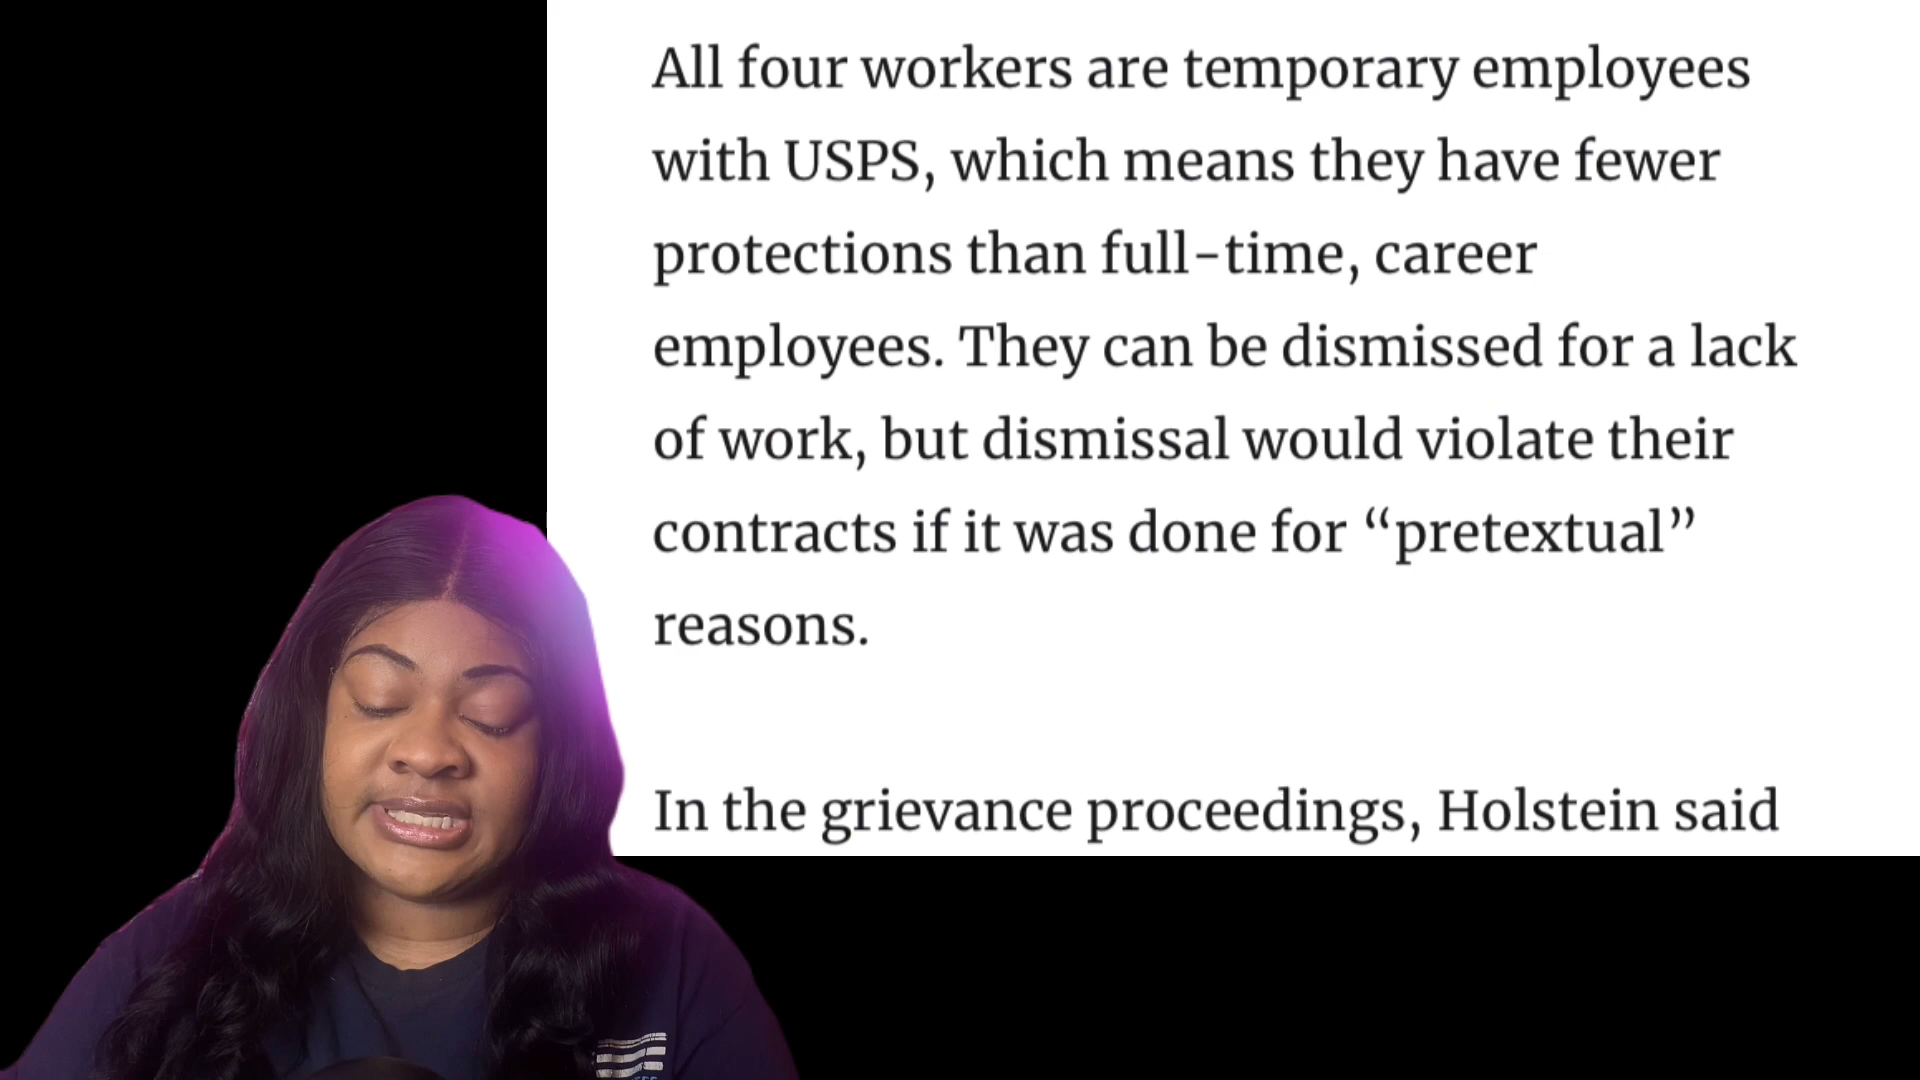 All four workers are temporary employees
with USPS, which means they have fewer
protections than full-time, career
employees. They can be dismissed for a lack
of work, but dismissal would violate their
contracts if it was done for “pretextual”
reasons.
In the grievance proceedings, Holstein said